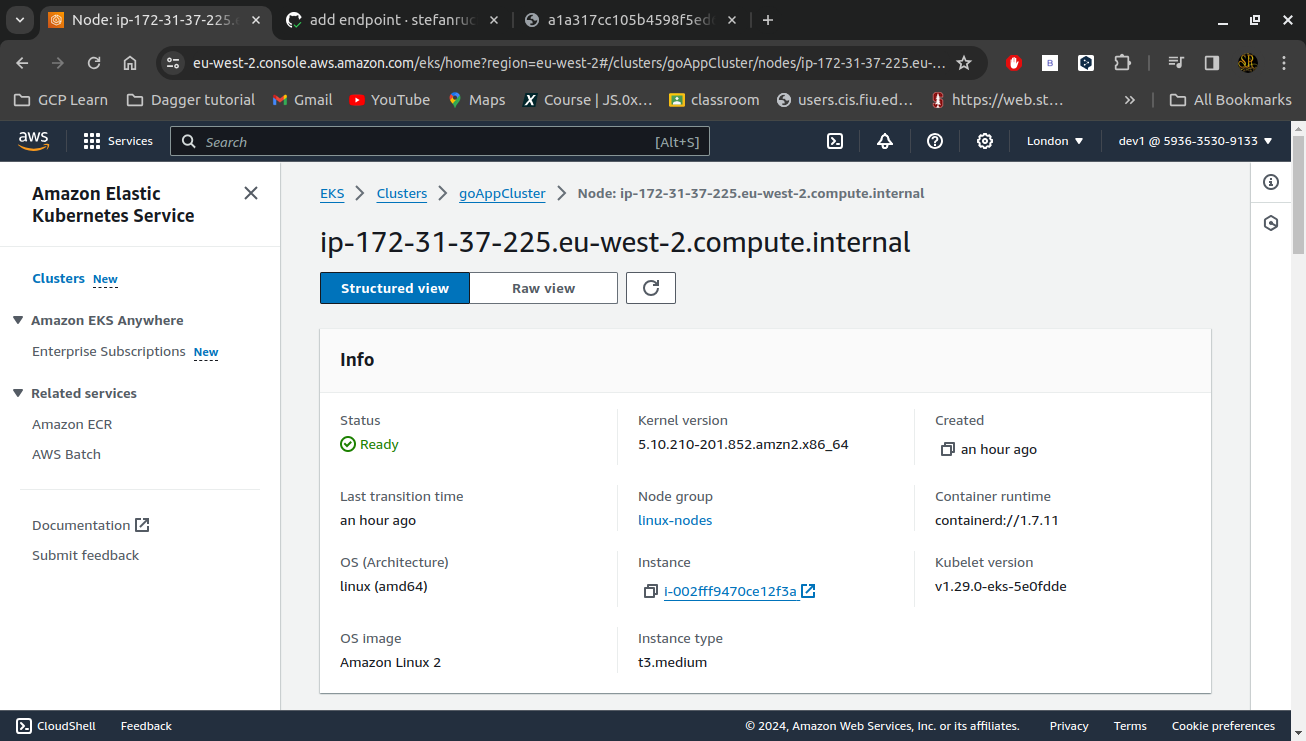 Node: ip-172-31-37-225.e
add endpoint · stefanruc
a1a317cc105b4598f5ed
eu-west-2.console.aws.amazon.com/eks/home?region=eu-west-2#/clusters/goAppCluster/nodes/ip-172-31-37-225.eu-...
GCP Learn
Dagger tutorial
Gmail
YouTube
Maps
Course | JS.0x...
classroom
users.cis.fiu.ed...
https://web.st...
»
All Bookmarks
aws
Services
Search
[Alt+S]
London
dev1 @ 5936-3530-9133
Amazon Elastic
Kubernetes Service
Clusters New
Amazon EKS Anywhere
Enterprise Subscriptions New
Related services
Amazon ECR
AWS Batch
Documentation
Submit feedback
EKS
Clusters
goAppCluster
Node: ip-172-31-37-225.eu-west-2.compute.internal
ip-172-31-37-225.eu-west-2.compute.internal
Structured view
Raw view
Info
Status
Ready
Kernel version
5.10.210-201.852.amzn2.x86_64
Created
an hour ago
Last transition time
an hour ago
Node group
linux-nodes
Container runtime
containerd://1.7.11
OS (Architecture)
linux (amd64)
Instance
i-002fff9470ce12f3a
Kubelet version
v1.29.0-eks-5e0fdde
OS image
Amazon Linux 2
Instance type
t3.medium
CloudShell
Feedback
© 2024, Amazon Web Services, Inc. or its affiliates.
Privacy
Terms
Cookie preferences